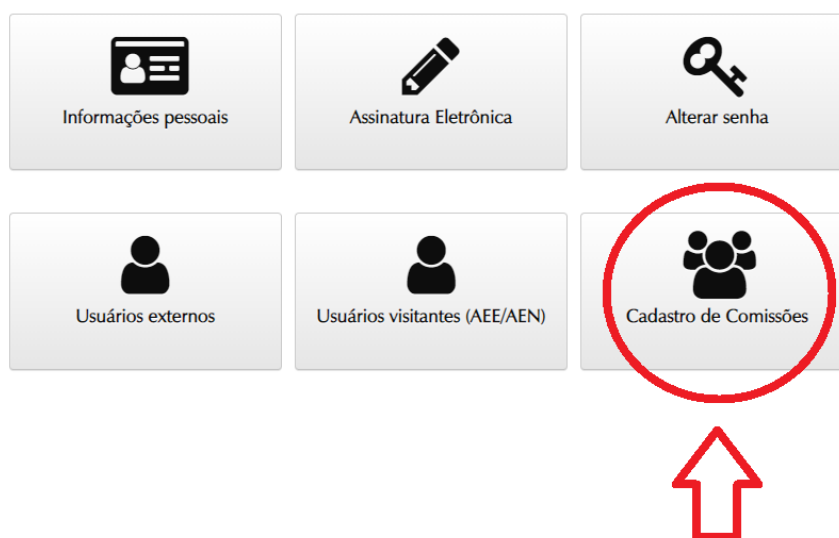 Informações pessoais
Assinatura Eletrônica
Alterar senha
Usuários externos
Usuários visitantes (AEE/AEN)
Cadastro de Comissões